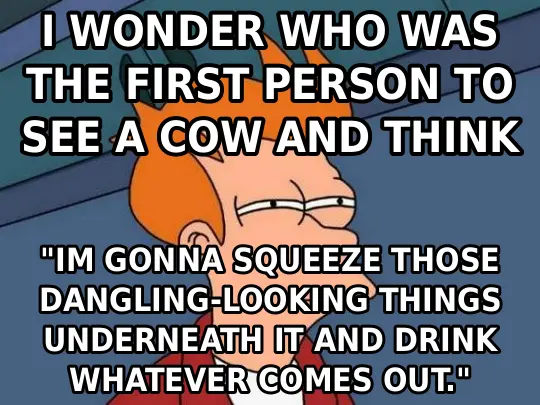 I WONDER WHO WAS
THE FIRST PERSON TO
SEE A COW AND THINK
"IM GONNA SQUEEZE THOSE
DANGLING-LOOKING THINGS
UNDERNEATH IT AND DRINK
WHATEVER COMES OUT."